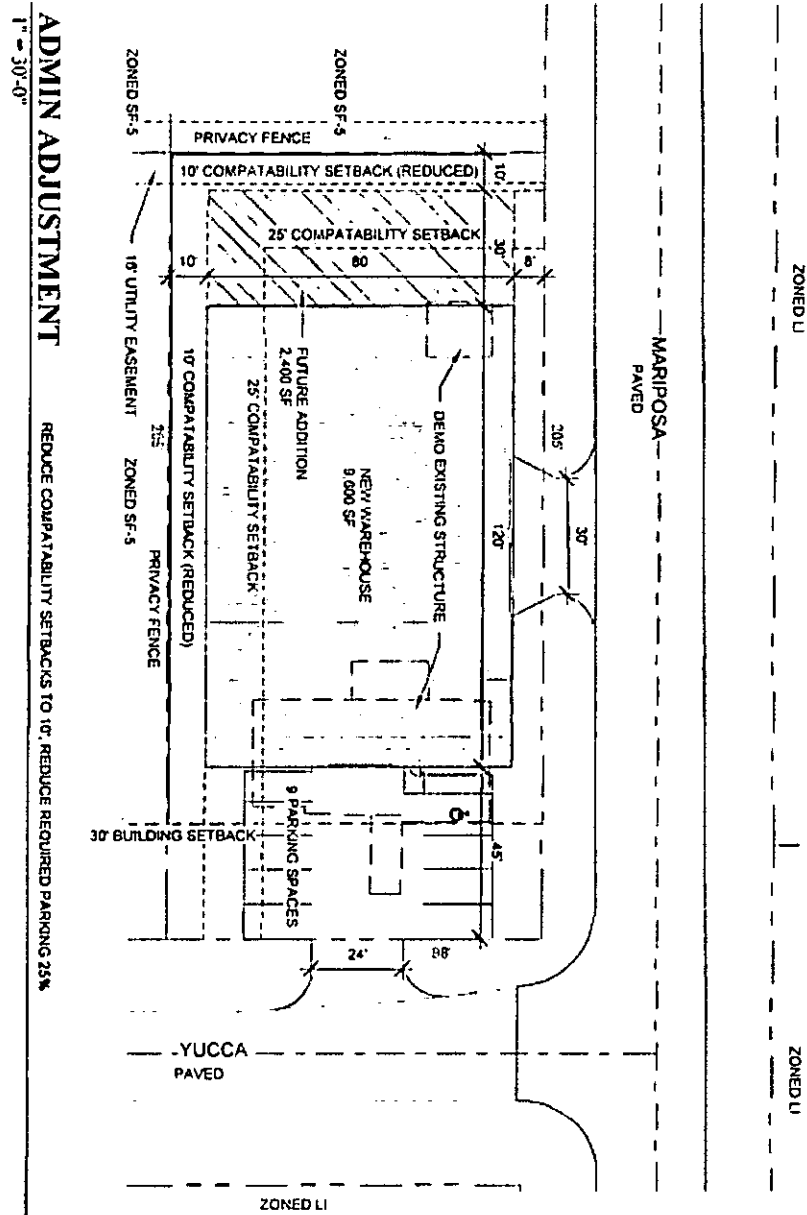 ZONED LI
ZONED LI
MARIPOSA
PAVED
ZONED SF-5
ZONED SF-5
PRIVACY FENCE
10' COMPATABILITY SETBACK (REDUCED)
10'
25' COMPATABILITY SETBACK
30'
10'
80
8'
16' UTILITY EASEMENT
ZONED SF-5
FUTURE ADDITION
2,400 SF
DEMO EXISTING STRUCTURE
NEW WAREHOUSE
9,600 SF
25' COMPATABILITY SETBACK
10' COMPATABILITY SETBACK (REDUCED)
205'
120'
30'
PRIVACY FENCE
9 PARKING SPACES
30' BUILDING SETBACK
45'
24'
YUCCA
PAVED
ZONED LI
ADMIN ADJUSTMENT
1" = 30'-0"
REDUCE COMPATABILITY SETBACKS TO 10', REDUCE REQUIRED PARKING 25%